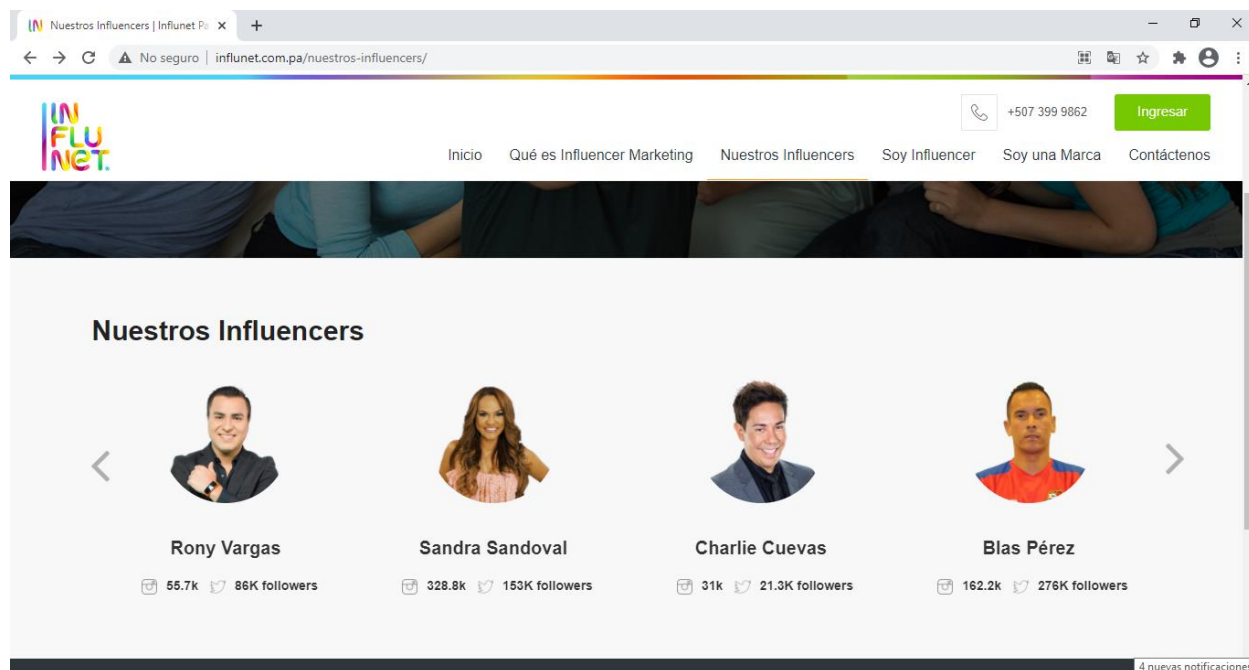 Nuestros Influencers | Influnet Pa
No seguro | influnet.com.pa/nuestros-influencers/
INFLUNET.
+507 399 9862
Ingresar
Inicio Qué es Influencer Marketing Nuestros Influencers Soy Influencer Soy una Marca Contáctenos
Nuestros Influencers
Rony Vargas Sandra Sandoval Charlie Cuevas Blas Pérez
55.7k 86K followers 328.8k 153K followers 31k 21.3K followers 162.2k 276K followers
4 nuevas notificaciones